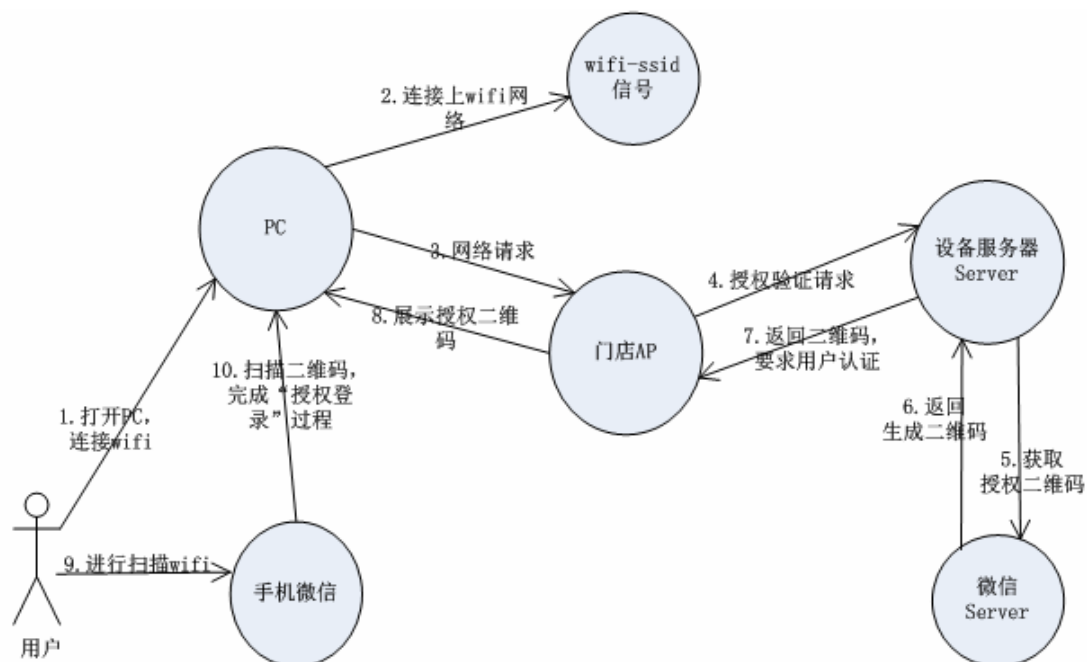 wifi-ssid
信号
2.连接上wifi网
络
PC
3.网络请求
设备服务器
Server
4.授权验证请求
8.展示授权二维
码
门店AP
7.返回二维码，
要求用户认证
10.扫描二维码，
完成“授权登
录”过程
1.打开PC，
连接wifi
6.返回
生成二维码
5.获取
授权二维码
9.进行扫描wifi
手机微信
微信
Server
用户